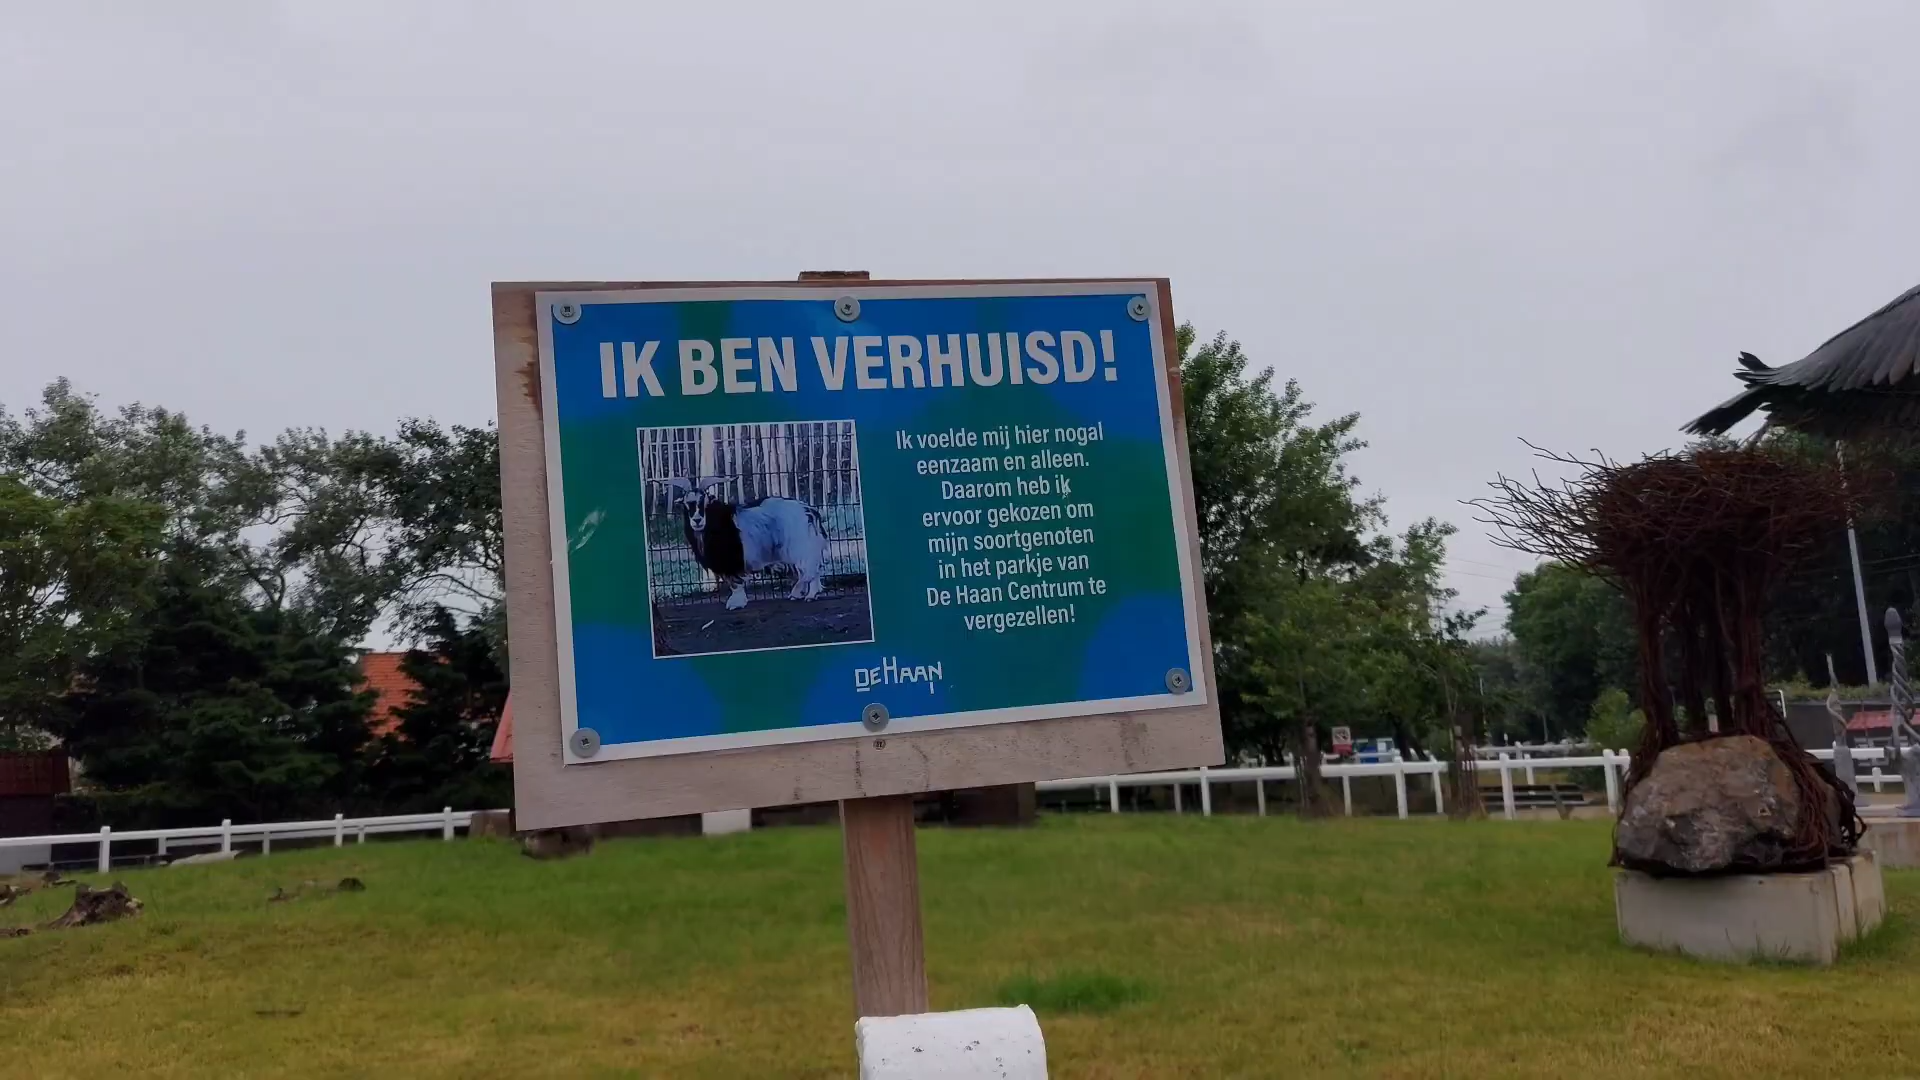 IK BEN VERHUISD!
Ik voelde mij hier nogal
eenzaam en alleen.
Daarom heb ik
ervoor gekozen om
mijn soortgenoten
in het parkje van
De Haan Centrum te
vergezellen!
DEHAAN